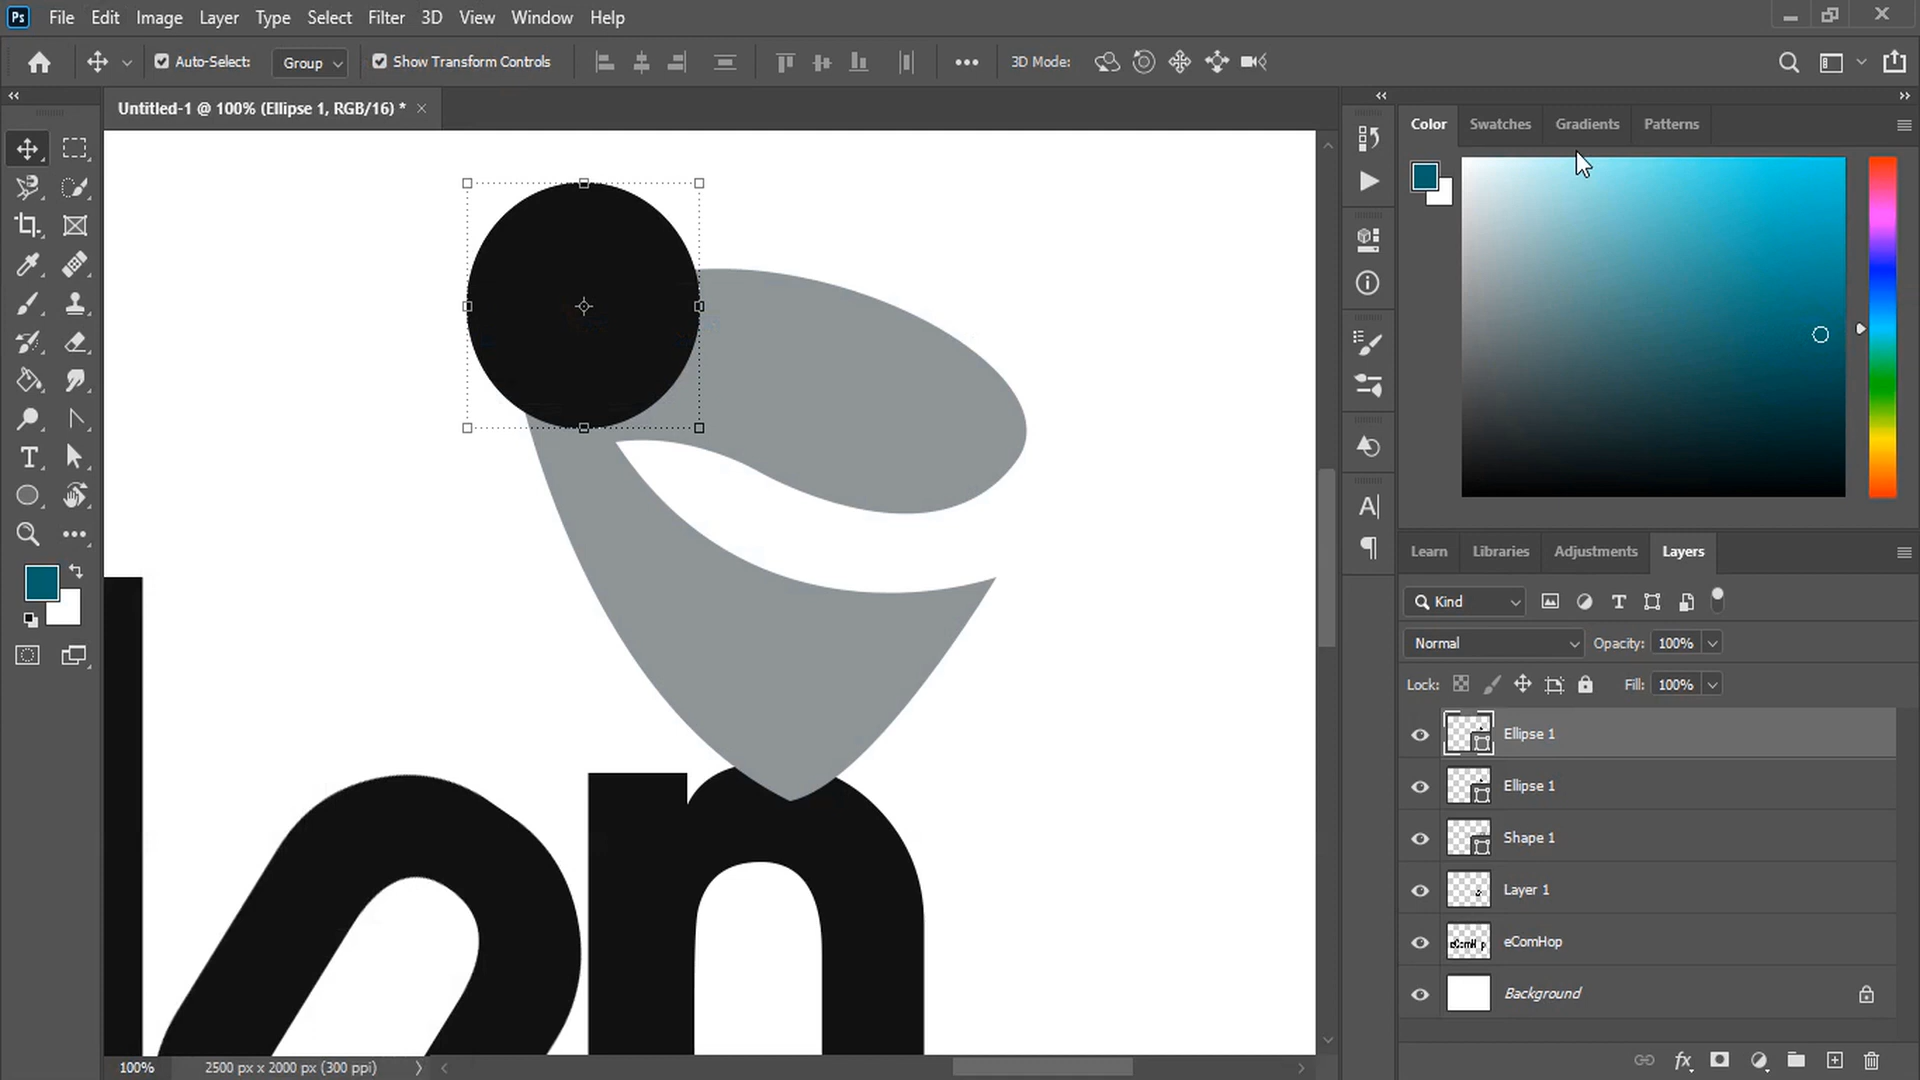 Ps File Edit Image Layer Type Select Filter 3D View Window Help
Auto-Select: Group Show Transform Controls 3D Mode:
Untitled-1 @ 100% (Ellipse 1, RGB/16) *
Color Swatches Gradients Patterns
Learn Libraries Adjustments Layers
Kind
Normal Opacity: 100%
Lock: Fill: 100%
Ellipse 1
Ellipse 1
Shape 1
Layer 1
eComHop
Background
100% 2500 px x 2000 px (300 ppi)